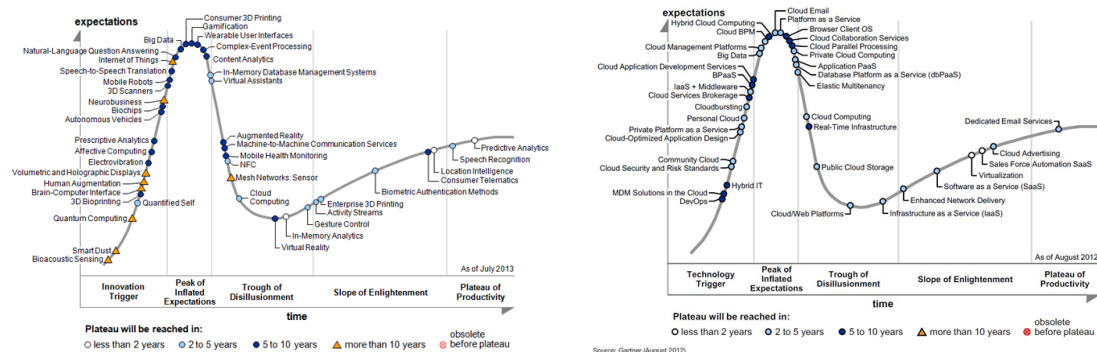 expectations
Consumer 3D Printing
Gamification
Wearable User Interfaces
Big Data
Complex-Event Processing
Natural-Language Question Answering
Internet of Things
Content Analytics
Speech-to-Speech Translation
In-Memory Database Management Systems
Mobile Robots
Virtual Assistants
3D Scanners
Neurobusiness
Biochips
Autonomous Vehicles
Prescriptive Analytics
Affective Computing
Electrovibration
Volumetric and Holographic Displays
Human Augmentation
Brain-Computer Interface
3D Bioprinting
Quantified Self
Quantum Computing
Smart Dust
Bioacoustic Sensing
Augmented Reality
Machine-to-Machine Communication Services
Mobile Health Monitoring
NFC
Mesh Networks: Sensor
Cloud
Computing
Predictive Analytics
Speech Recognition
Location Intelligence
Consumer Telematics
Biometric Authentication Methods
Enterprise 3D Printing
Activity Streams
Gesture Control
In-Memory Analytics
Virtual Reality
As of July 2013
Innovation
Trigger
Peak of
Inflated
Expectations
Trough of
Disillusionment
Slope of Enlightenment
Plateau of
Productivity
time
Plateau will be reached in:
less than 2 years
2 to 5 years
5 to 10 years
more than 10 years
obsolete
before plateau
expectations
Cloud Email
Platform as a Service
Hybrid Cloud Computing
Cloud BPM
Browser Client OS
Cloud Collaboration Services
Cloud Management Platforms
Cloud Parallel Processing
Big Data
Private Cloud Computing
Cloud Application Development Services
Application PaaS
BPaaS
Database Platform as a Service (dbPaaS)
IaaS + Middleware
Elastic Multitenancy
Cloud Services Brokerage
Cloudbursting
Personal Cloud
Cloud Computing
Private Platform as a Service
Real-Time Infrastructure
Cloud-Optimized Application Design
Community Cloud
Cloud Security and Risk Standards
Public Cloud Storage
Hybrid IT
MDM Solutions in the Cloud
DevOps
Cloud/Web Platforms
Dedicated Email Services
Cloud Advertising
Sales Force Automation SaaS
Virtualization
Software as a Service (SaaS)
Enhanced Network Delivery
Infrastructure as a Service (IaaS)
As of August 2012
Technology
Trigger
Peak of
Inflated
Expectations
Trough of
Disillusionment
Slope of Enlightenment
Plateau of
Productivity
time
Plateau will be reached in:
less than 2 years
2 to 5 years
5 to 10 years
more than 10 years
obsolete
before plateau
Source: Gartner (August 2012)